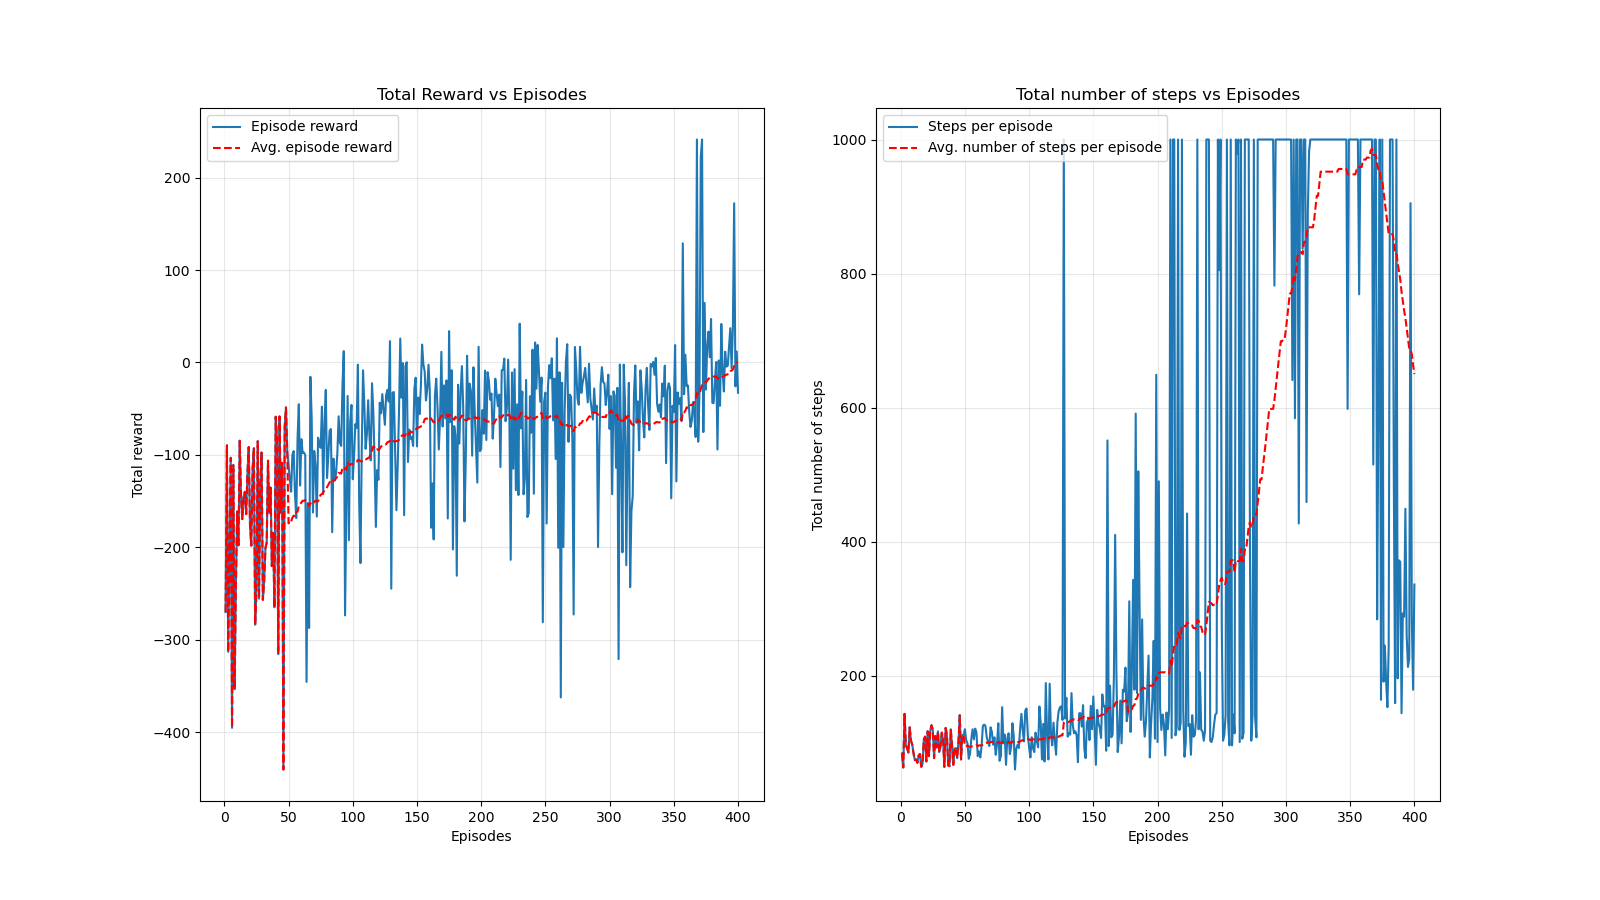 Total Reward vs Episodes
Episode reward
Avg. episode reward
200
100
0
−100
−200
−300
−400
Total reward
0 50 100 150 200 250 300 350 400
Episodes
Total number of steps vs Episodes
Steps per episode
Avg. number of steps per episode
1000
800
600
400
200
Total number of steps
0 50 100 150 200 250 300 350 400
Episodes